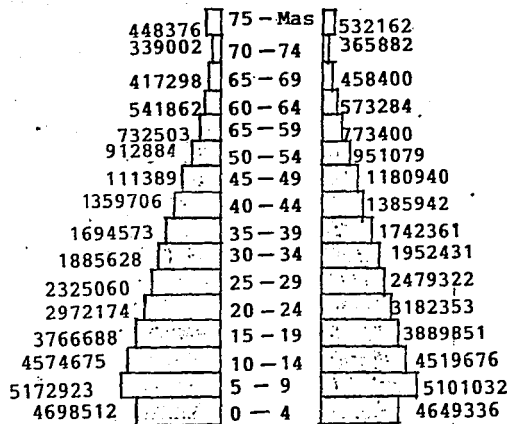 448376 75 - Mas 532162
339002 70 - 74 365882
417298 65 - 69 458400
541862 60 - 64 573284
732503 65 - 59 773400
912884 50 - 54 951079
111389 45 - 49 1180940
1359706 40 - 44 1385942
1694573 35 - 39 1742361
1885628 30 - 34 1952431
2325060 25 - 29 2479322
2972174 20 - 24 3182353
3766688 15 - 19 3889851
4574675 10 - 14 4519676
5172923 5 - 9 5101032
4698512 0 - 4 4649336